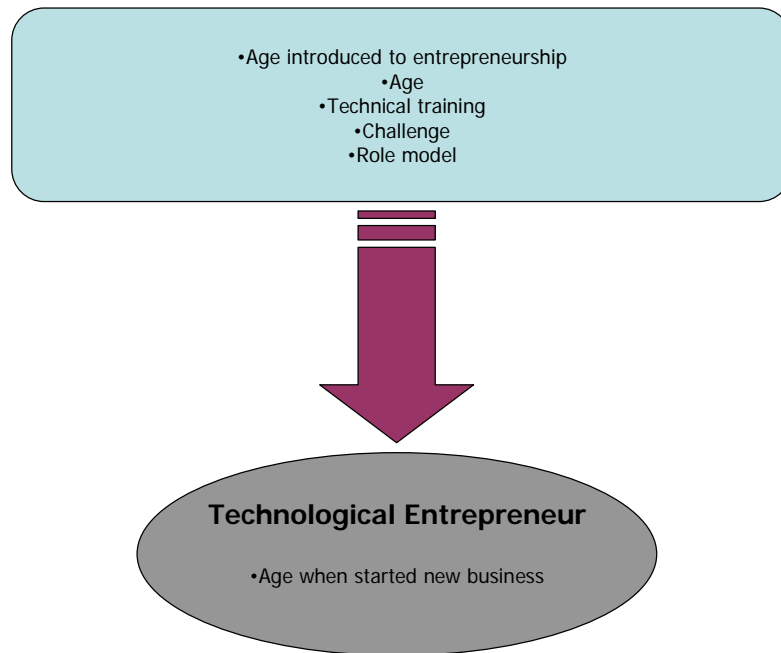 •Age introduced to entrepreneurship
•Age
•Technical training
•Challenge
•Role model
Technological Entrepreneur
•Age when started new business